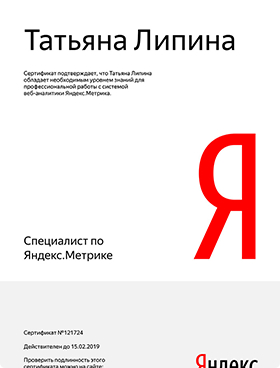 Татьяна Липина
Сертификат подтверждает, что Татьяна Липина
обладает необходимым уровнем знаний для
профессиональной работы с системой
веб-аналитики Яндекс.Метрика.
Я
Специалист по
Яндекс.Метрике
Сертификат №121724
Действителен до 15.02.2019
Проверить подлинность этого
сертификата можно на сайте:
Яндекс